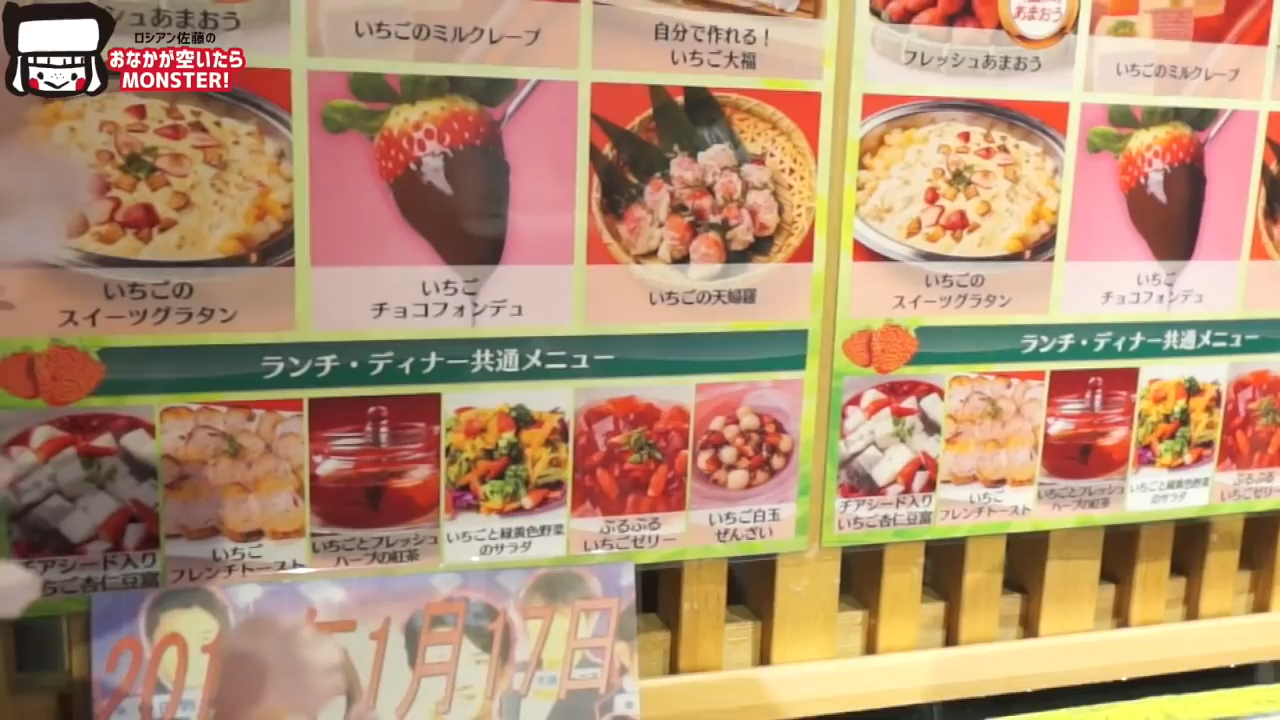 ロシアン佐藤の
おなかが空いたら
MONSTER!
シュあまおう
いちごのミルクレープ
自分で作れる!
いちご大福
あまおう
フレッシュあまおう
いちごのミルクレープ
いちごの
スイーツグラタン
いちご
チョコフォンデュ
いちごの天婦羅
いちごの
スイーツグラタン
いちご
チョコフォンデュ
ランチ・ディナー共通メニュー
ランチ・ディナー共通メニュー
チアシード入り
いちご杏仁豆腐
いちご
フレンチトースト
いちごとフレッシュ
ハーブの紅茶
いちごと緑黄色野菜
のサラダ
ぷるぷる
いちごゼリー
いちご白玉
ぜんざい
チアシード入り
いちご杏仁豆腐
いちご
フレンチトースト
いちごとフレッシュ
ハーブの紅茶
いちごと緑黄色野菜
のサラダ
ぷるぷる
いちごゼリー
201 年1月17日